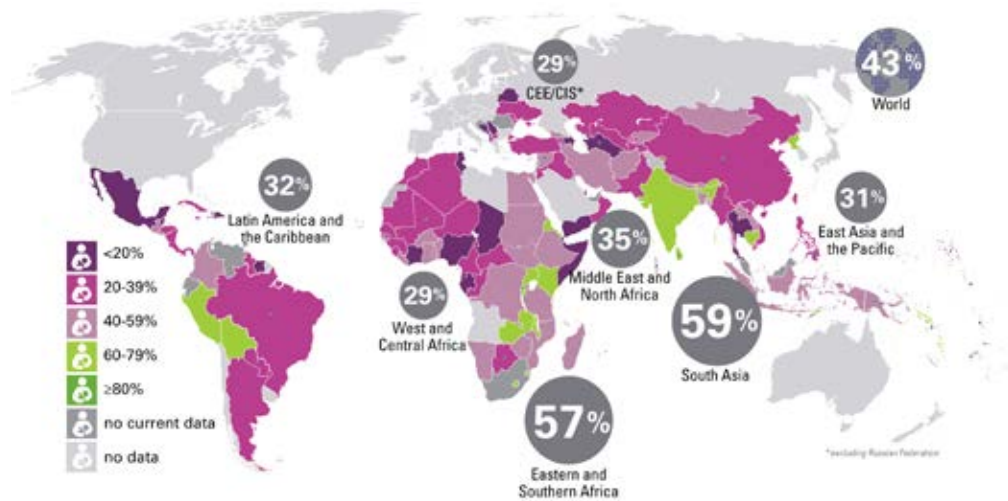 29%
CEE/CIS*
43%
World
32%
Latin America and
the Caribbean
31%
East Asia and
the Pacific
35%
Middle East and
North Africa
<20%
20-39%
40-59%
60-79%
≥80%
no current data
no data
29%
West and
Central Africa
59%
South Asia
57%
Eastern and
Southern Africa
*excluding Russian Federation